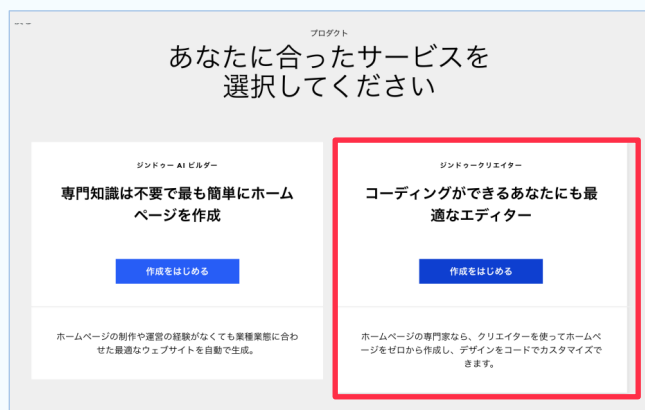 プロダクト
あなたに合ったサービスを
選択してください
ジンドゥー AI ビルダー
専門知識は不要で最も簡単にホーム
ページを作成
作成をはじめる
ホームページの制作や運営の経験がなくても業種業態に合わ
せた最適なウェブサイトを自動で生成。
ジンドゥークリエイター
コーディングができるあなたにも最
適なエディター
作成をはじめる
ホームページの専門家なら、クリエイターを使ってホームペ
ージをゼロから作成し、デザインをコードでカスタマイズで
きます。